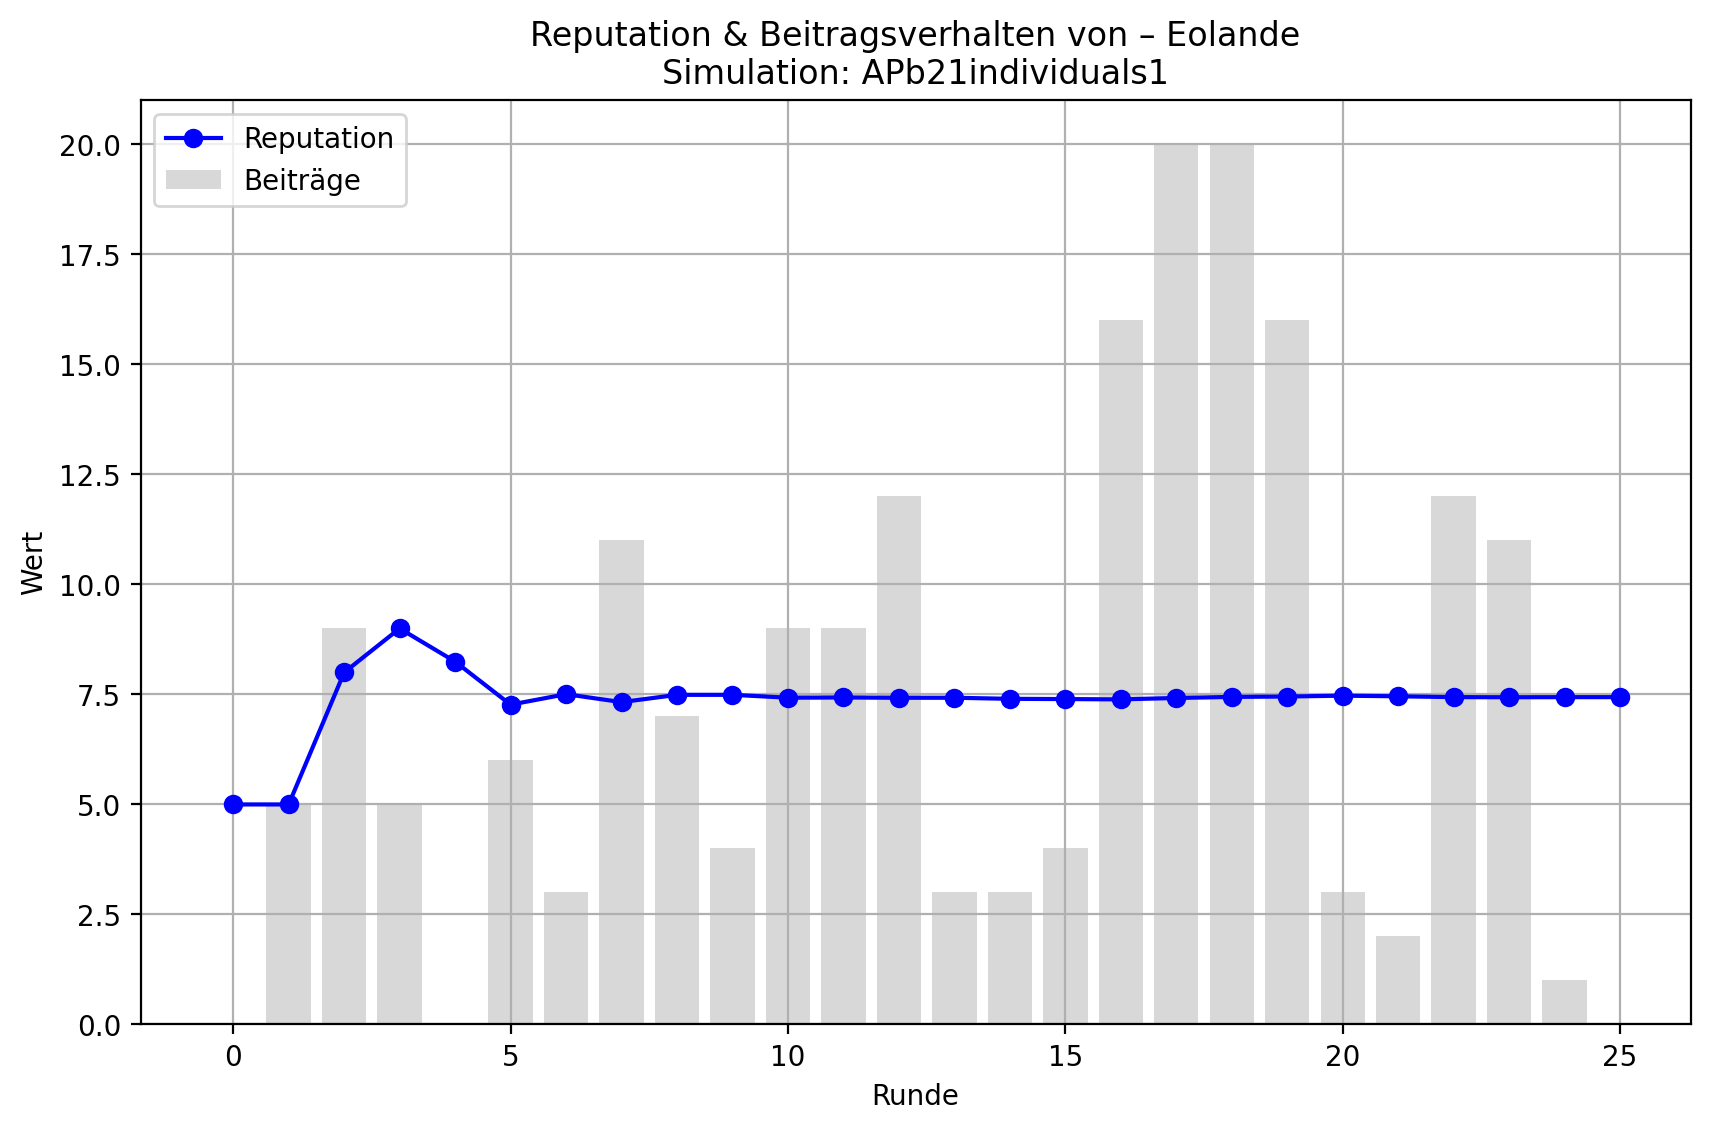 Reputation & Beitragsverhalten von – Eolande
Simulation: APb21individuals1
Reputation
Beiträge
20.0
17.5
15.0
12.5
10.0
7.5
5.0
2.5
0.0
Wert
0 5 10 15 20 25
Runde